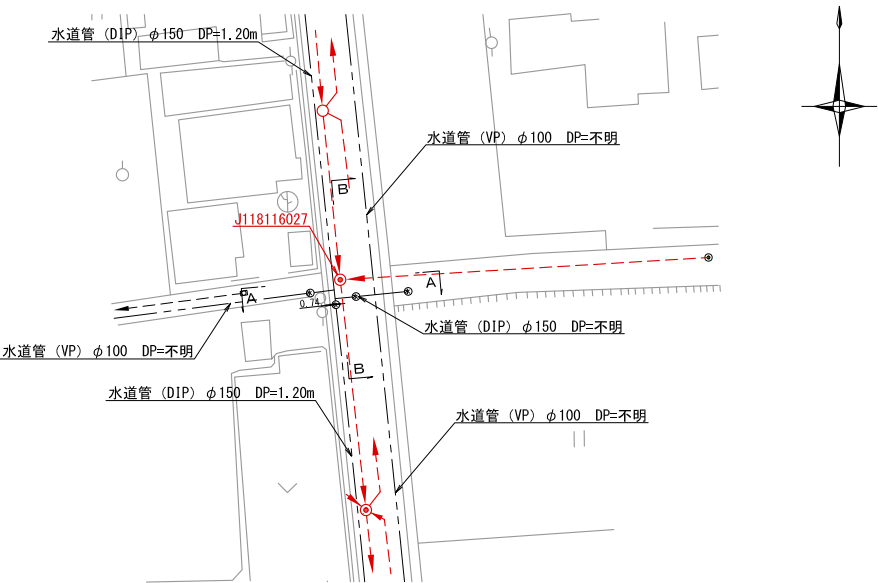 水道管 (DIP) φ150 DP=1.20m
水道管 (VP) φ100 DP=不明
B
J118116027
A
A
0.74
水道管 (DIP) φ150 DP=不明
水道管 (VP) φ100 DP=不明
B
水道管 (DIP) φ150 DP=1.20m
水道管 (VP) φ100 DP=不明